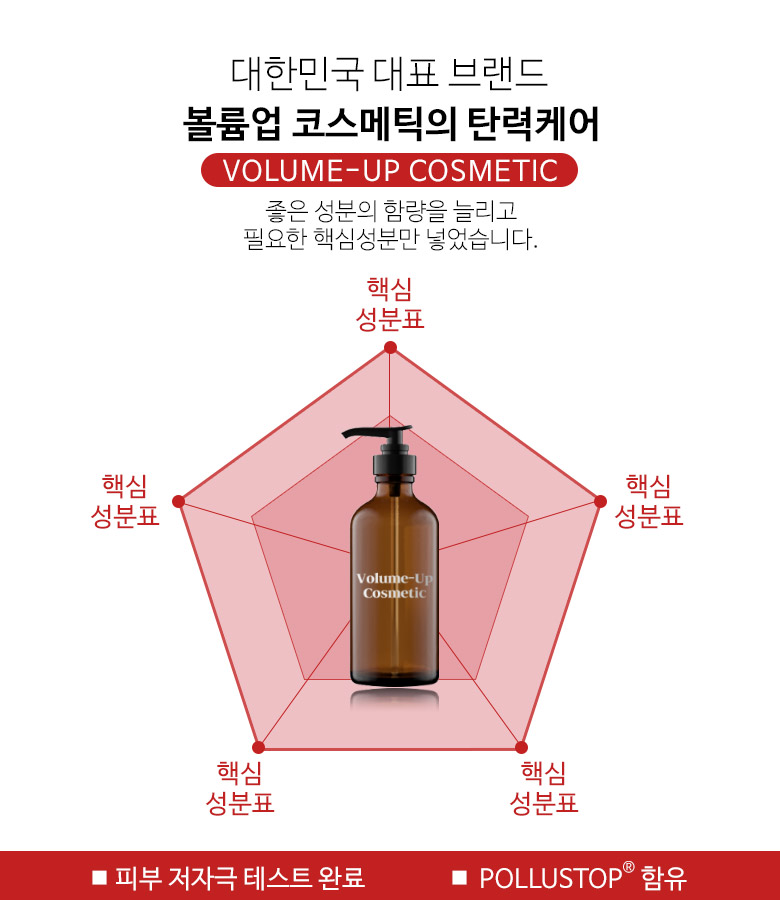 대한민국 대표 브랜드
볼륨업 코스메틱의 탄력케어
VOLUME-UP COSMETIC
좋은 성분의 함량을 늘리고
필요한 핵심성분만 넣었습니다.
핵심
성분표
핵심
성분표
핵심
성분표
Volume-Up
Cosmetic
핵심
성분표
핵심
성분표
■ 피부 저자극 테스트 완료
■ POLLUSTOP® 함유